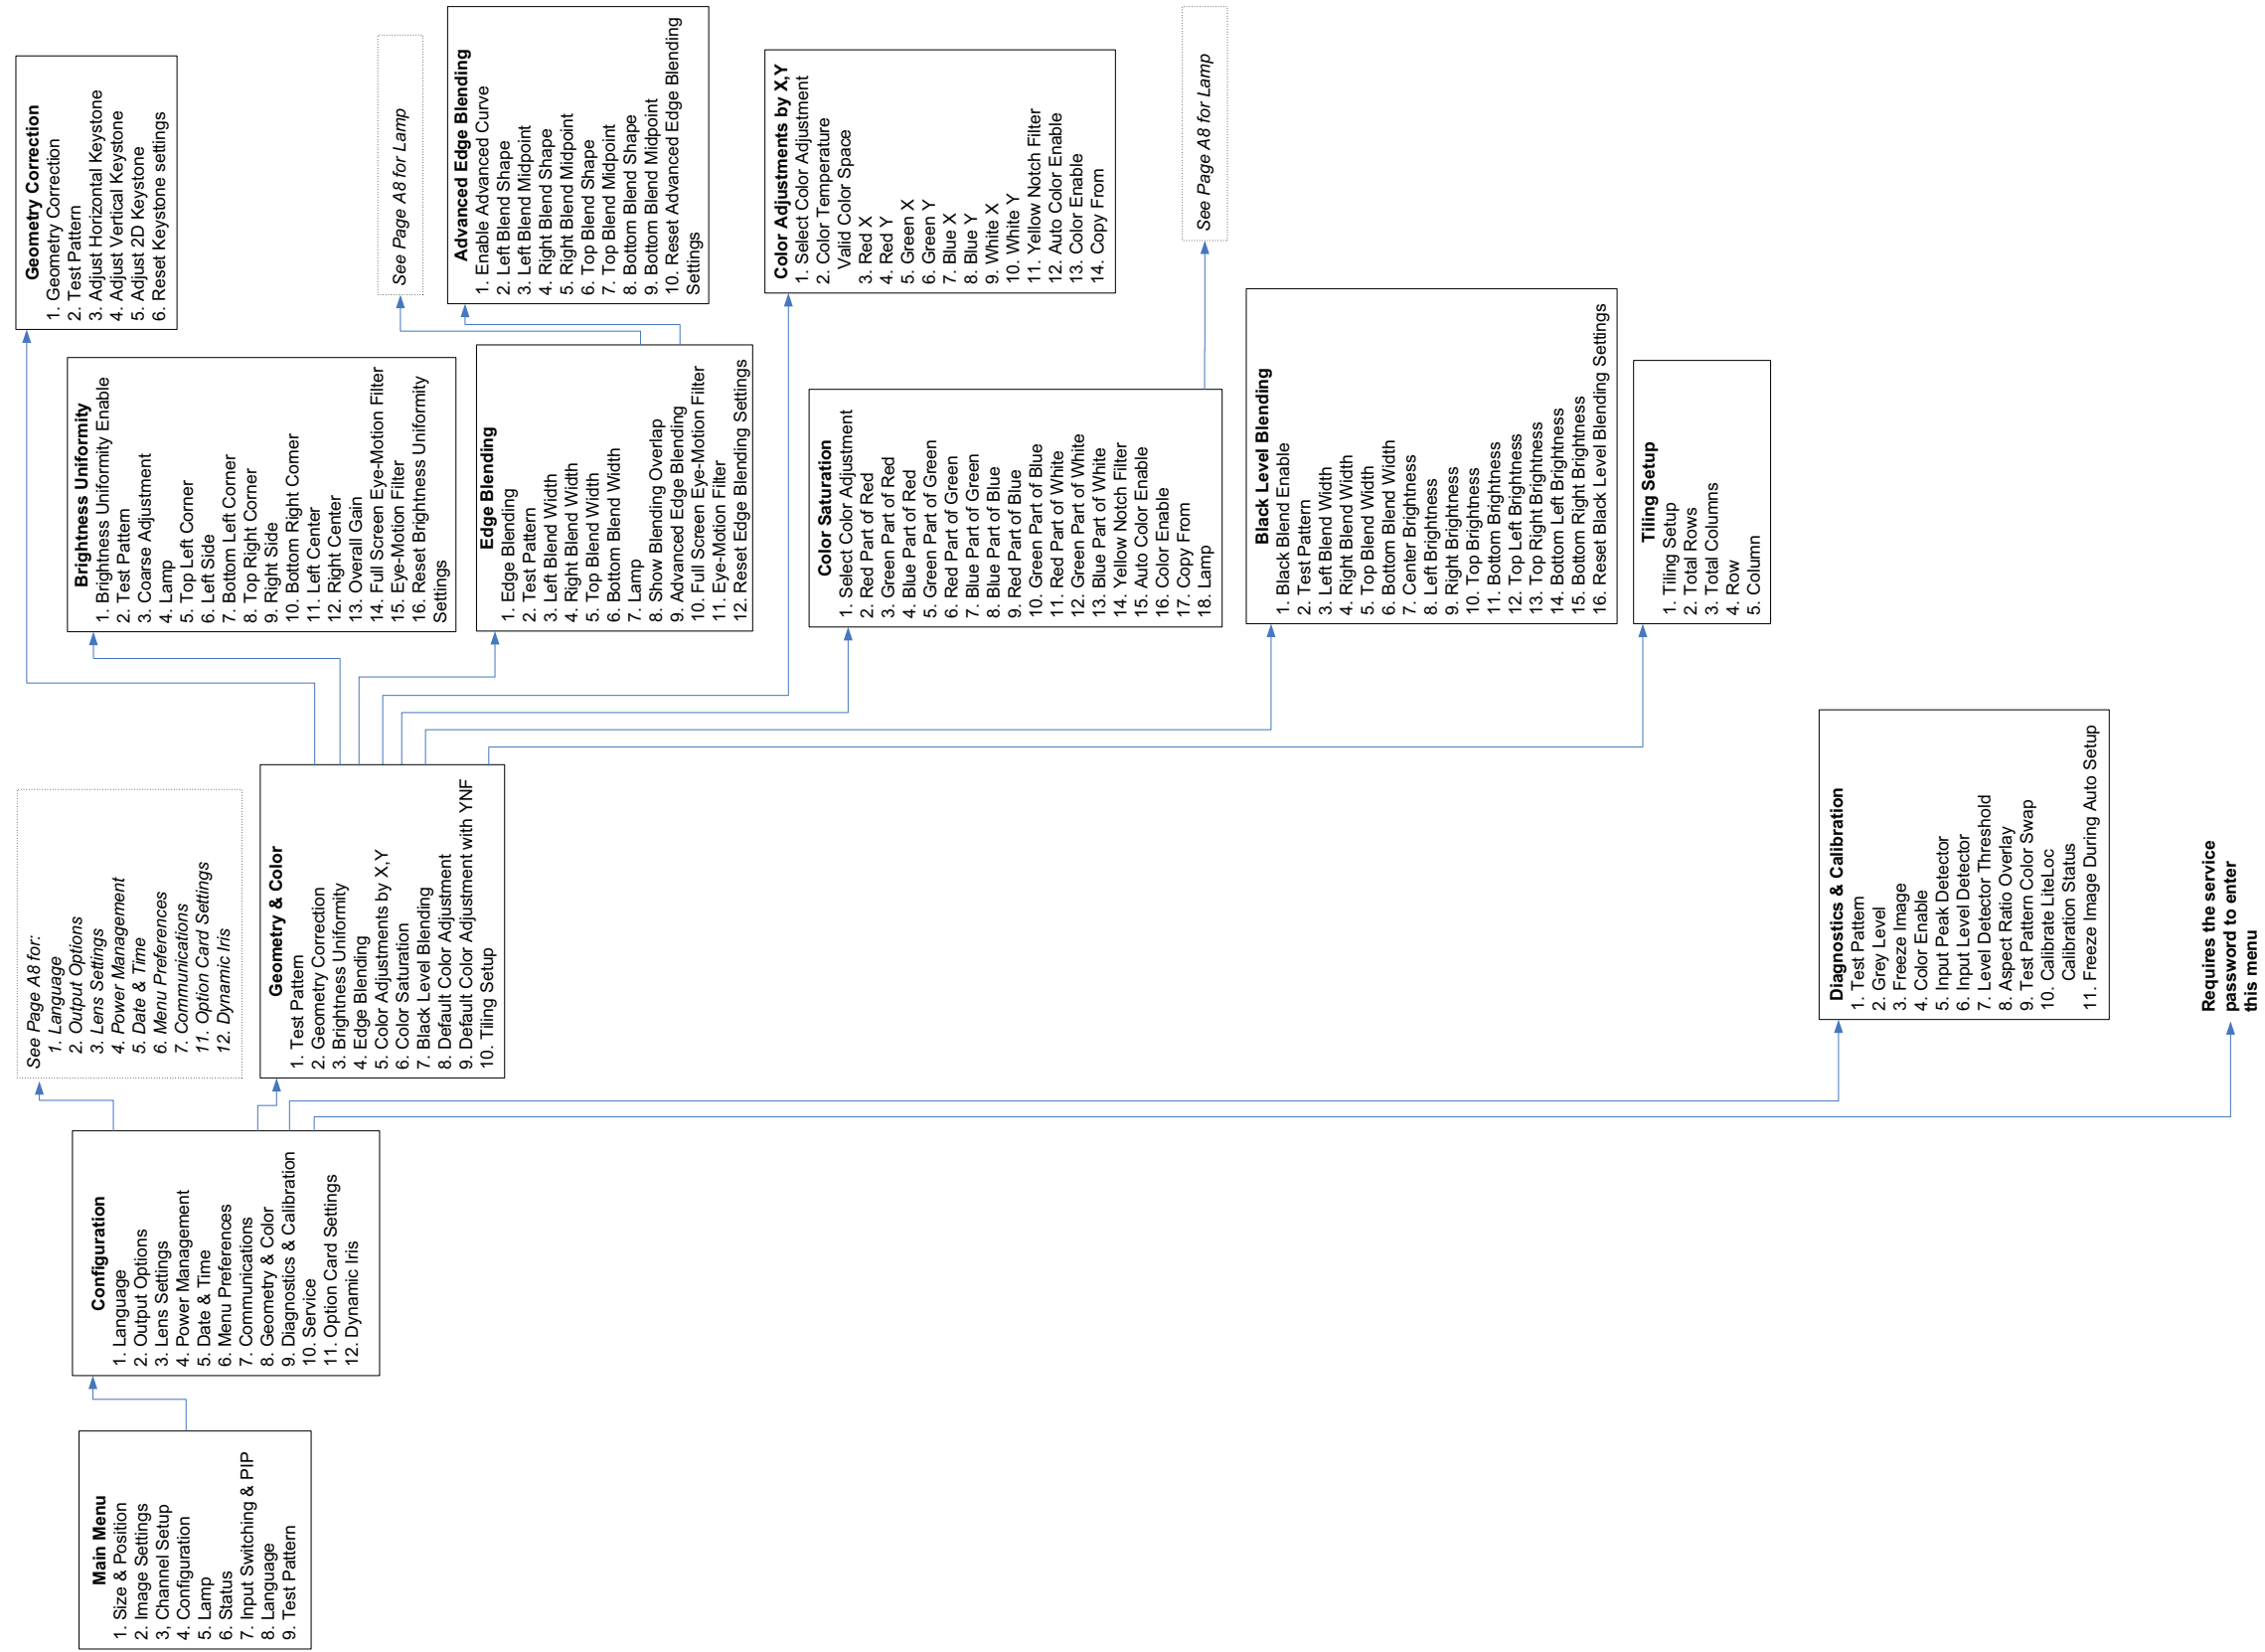 Main Menu
1. Size & Position
2. Image Settings
3, Channel Setup
4. Configuration
5. Lamp
6. Status
7. Input Switching & PIP
8. Language
9. Test Pattern
Configuration
1. Language
2. Output Options
3. Lens Settings
4. Power Management
5. Date & Time
6. Menu Preferences
7. Communications
8. Geometry & Color
9. Diagnostics & Calibration
10. Service
11. Option Card Settings
12. Dynamic Iris
See Page A8 for:
1. Language
2. Output Options
3. Lens Settings
4. Power Management
5. Date & Time
6. Menu Preferences
7. Communications
11. Option Card Settings
12. Dynamic Iris
Geometry & Color
1. Test Pattern
2. Geometry Correction
3. Brightness Uniformity
4. Edge Blending
5. Color Adjustments by X,Y
6. Color Saturation
7. Black Level Blending
8. Default Color Adjustment
9. Default Color Adjustment with YNF
10. Tiling Setup
Diagnostics & Calibration
1. Test Pattern
2. Grey Level
3. Freeze Image
4. Color Enable
5. Input Peak Detector
6. Input Level Detector
7. Level Detector Threshold
8. Aspect Ratio Overlay
9. Test Pattern Color Swap
10. Calibrate LiteLoc
Calibration Status
11. Freeze Image During Auto Setup
Requires the service
password to enter
this menu
Geometry Correction
1. Geometry Correction
2. Test Pattern
3. Adjust Horizontal Keystone
4. Adjust Vertical Keystone
5. Adjust 2D Keystone
6. Reset Keystone settings
Brightness Uniformity
1. Brightness Uniformity Enable
2. Test Pattern
3. Coarse Adjustment
4. Lamp
5. Top Left Corner
6. Left Side
7. Bottom Left Corner
8. Top Right Corner
9. Right Side
10. Bottom Right Corner
11. Left Center
12. Right Center
13. Overall Gain
14. Full Screen Eye-Motion Filter
15. Eye-Motion Filter
16. Reset Brightness Uniformity
Settings
Edge Blending
1. Edge Blending
2. Test Pattern
3. Left Blend Width
4. Right Blend Width
5. Top Blend Width
6. Bottom Blend Width
7. Lamp
8. Show Blending Overlap
9. Advanced Edge Blending
10. Full Screen Eye-Motion Filter
11. Eye-Motion Filter
12. Reset Edge Blending Settings
See Page A8 for Lamp
Advanced Edge Blending
1. Enable Advanced Curve
2. Left Blend Shape
3. Left Blend Midpoint
4. Right Blend Shape
5. Right Blend Midpoint
6. Top Blend Shape
7. Top Blend Midpoint
8. Bottom Blend Shape
9. Bottom Blend Midpoint
10. Reset Advanced Edge Blending
Settings
Color Adjustments by X,Y
1. Select Color Adjustment
2. Color Temperature
Valid Color Space
3. Red X
4. Red Y
5. Green X
6. Green Y
7. Blue X
8. Blue Y
9. White X
10. White Y
11. Yellow Notch Filter
12. Auto Color Enable
13. Color Enable
14. Copy From
Color Saturation
1. Select Color Adjustment
2. Red Part of Red
3. Green Part of Red
4. Blue Part of Red
5. Green Part of Green
6. Red Part of Green
7. Blue Part of Green
8. Blue Part of Blue
9. Red Part of Blue
10. Green Part of Blue
11. Red Part of White
12. Green Part of White
13. Blue Part of White
14. Yellow Notch Filter
15. Auto Color Enable
16. Color Enable
17. Copy From
18. Lamp
See Page A8 for Lamp
Black Level Blending
1. Black Blend Enable
2. Test Pattern
3. Left Blend Width
4. Right Blend Width
5. Top Blend Width
6. Bottom Blend Width
7. Center Brightness
8. Left Brightness
9. Right Brightness
10. Top Brightness
11. Bottom Brightness
12. Top Left Brightness
13. Top Right Brightness
14. Bottom Left Brightness
15. Bottom Right Brightness
16. Reset Black Level Blending Settings
Tiling Setup
1. Tiling Setup
2. Total Rows
3. Total Columns
4. Row
5. Column